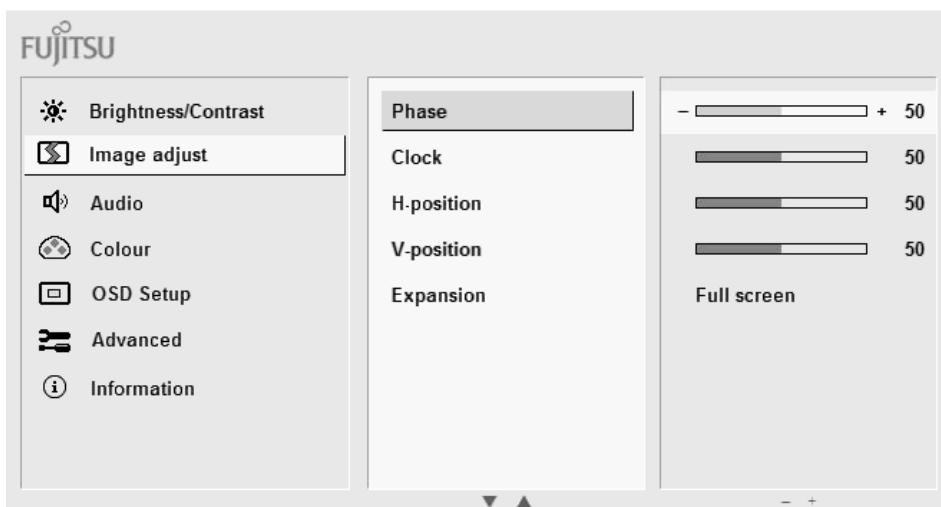 FUJITSU
Brightness/Contrast
Image adjust
Audio
Colour
OSD Setup
Advanced
Information
Phase
Clock
H-position
V-position
Expansion
- + 50
50
50
50
Full screen
- +